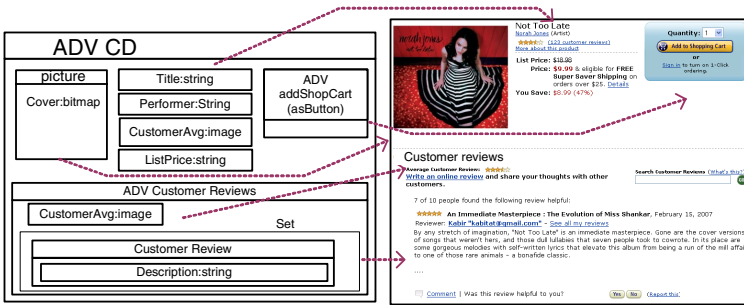 ADV CD
picture
Cover:bitmap
Title:string
Performer:String
CustomerAvg:image
ListPrice:string
ADV
addShopCart
(asButton)
ADV Customer Reviews
CustomerAvg:image
Set
Customer Review
Description:string
norah jones
not too late
Not Too Late
Norah Jones (Artist)
(123 customer reviews)
More about this product
List Price: $16.98
Price: $9.99 & eligible for FREE
Super Saver Shipping on
orders over $25. Details
You Save: $8.99 (47%)
Quantity: 1
Add to Shopping Cart
or
Sign in to turn on 1-Click
ordering.
Customer reviews
Average Customer Review:
Write an online review and share your thoughts with other
customers.
Search Customer Reviews (What's this?)
7 of 10 people found the following review helpful:
An Immediate Masterpiece : The Evolution of Miss Shankar, February 15, 2007
Reviewer: Kabir "kabitat@gmail.com" - See all my reviews
By any stretch of imagination, "Not Too Late" is an immediate masterpiece. Gone are the cover versions
of songs that weren't hers, and those dull lullabies that seven people took to cowrote. In its place are
some gorgeous melodies with self-written lyrics that elevate this album from being a run of the mill affai
to one of those rare animals – a bonafide classic.
....
Comment | Was this review helpful to you?
Yes No (Report this)